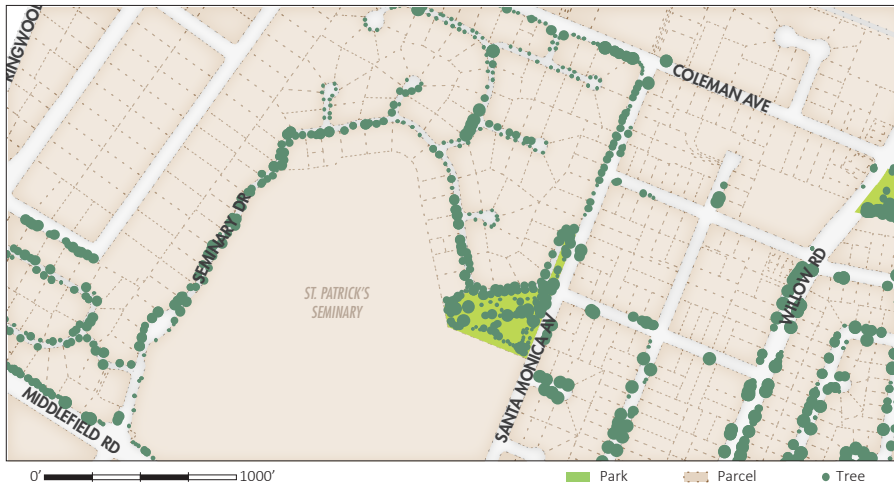 RINGWOOD
COLEMAN AVE
SEMINARY DR
ST. PATRICK'S
SEMINARY
WILLOW RD
SANTA MONICA AV
MIDDLEFIELD RD
0' 1000' Park Parcel Tree